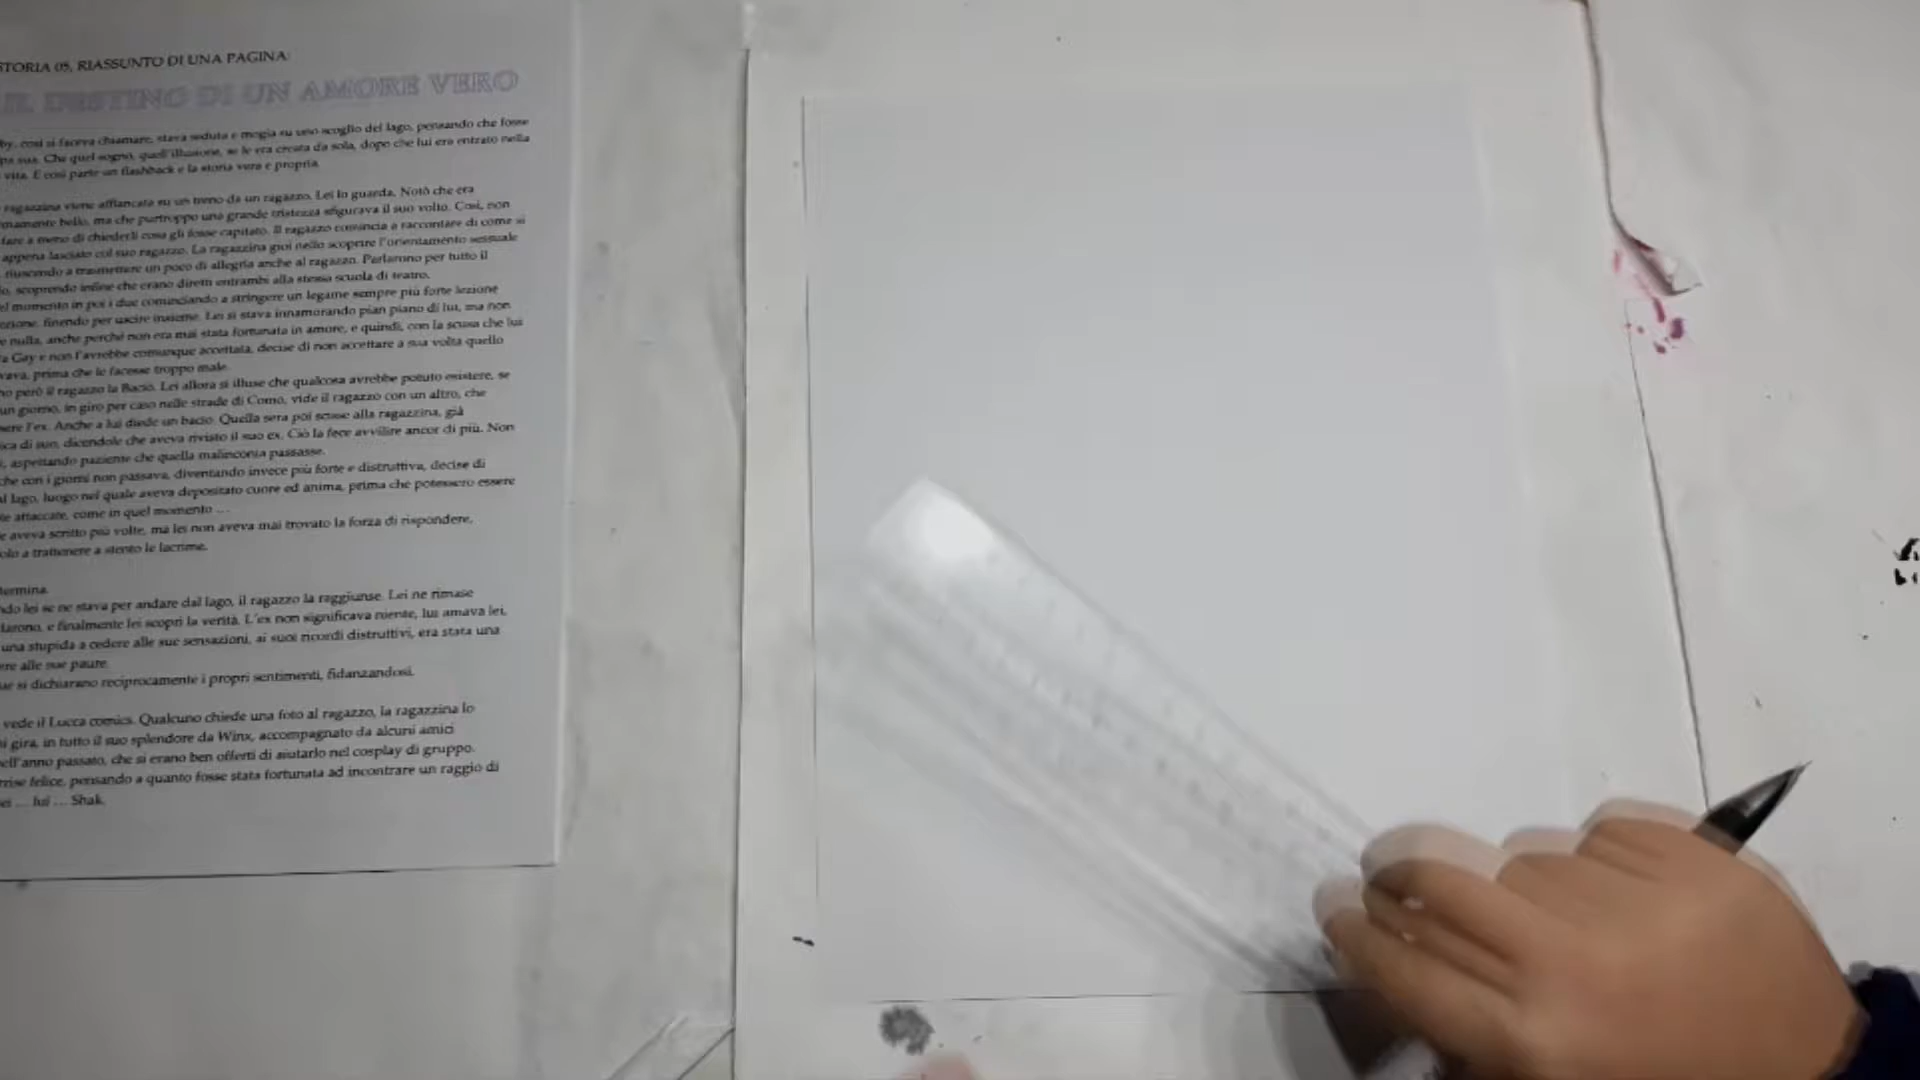 STORIA 05, RIASSUNTO DI UNA PAGINA:
IL DESTINO DI UN AMORE VERO
by, così si faceva chiamare, stava seduta e mogia su uno scoglio del lago, pensando che fosse
pa sua. Che quel sogno, quell'illusione, se le era creata da sola, dopo che lui era entrato nella
vita. E così parte un flashback e la storia vera e propria.
ragazzina viene affiancata su un treno da un ragazzo. Lei lo guarda. Notò che era
mamente bello, ma che purtroppo una grande tristezza sfigurava il suo volto. Così, non
fare a meno di chiederli cosa gli fosse capitato. Il ragazzo comincia a raccontare di come si
appena lasciato col suo ragazzo. La ragazzina gioì nello scoprire l'orientamento sessuale
riuscendo a trasmettere un poco di allegria anche al ragazzo. Parlarono per tutto il
io, scoprendo infine che erano diretti entrambi alla stessa scuola di teatro.
el momento in poi i due cominciando a stringere un legame sempre più forte lezione
ezione, finendo per uscire insieme. Lei si stava innamorando pian piano di lui, ma non
e nulla, anche perché non era mai stata fortunata in amore, e quindi, con la scusa che lui
ra Gay e non l'avrebbe comunque accettata, decise di non accettare a sua volta quello
vava, prima che le facesse troppo male.
no però il ragazzo la Baciò. Lei allora si illuse che qualcosa avrebbe potuto esistere, se
un giorno, in giro per caso nelle strade di Como, vide il ragazzo con un altro, che
sere l'ex. Anche a lui diede un bacio. Quella sera poi scrisse alla ragazzina, già
ica di suo, dicendole che aveva rivisto il suo ex. Ciò la fece avvilire ancor di più. Non
, aspettando paziente che quella malinconia passasse.
che con i giorni non passava, diventando invece più forte e distruttiva, decise di
al lago, luogo nel quale aveva depositato cuore ed anima, prima che potessero essere
te attaccate, come in quel momento ...
e aveva scritto più volte, ma lei non aveva mai trovato la forza di rispondere,
olo a trattenere a stento le lacrime.
termina.
ndo lei se ne stava per andare dal lago, il ragazzo la raggiunse. Lei ne rimase
larono, e finalmente lei scoprì la verità. L'ex non significava niente, lui amava lei,
una stupida a cedere alle sue sensazioni, ai suoi ricordi distruttivi, era stata una
ere alle sue paure.
ue si dichiarano reciprocamente i propri sentimenti, fidanzandosi.
vede il Lucca comics. Qualcuno chiede una foto al ragazzo, la ragazzina lo
si gira, in tutto il suo splendore da Winx, accompagnato da alcuni amici
ell'anno passato, che si erano ben offerti di aiutarlo nel cosplay di gruppo.
rrise felice, pensando a quanto fosse stata fortunata ad incontrare un raggio di
ei ... lui ... Shak.